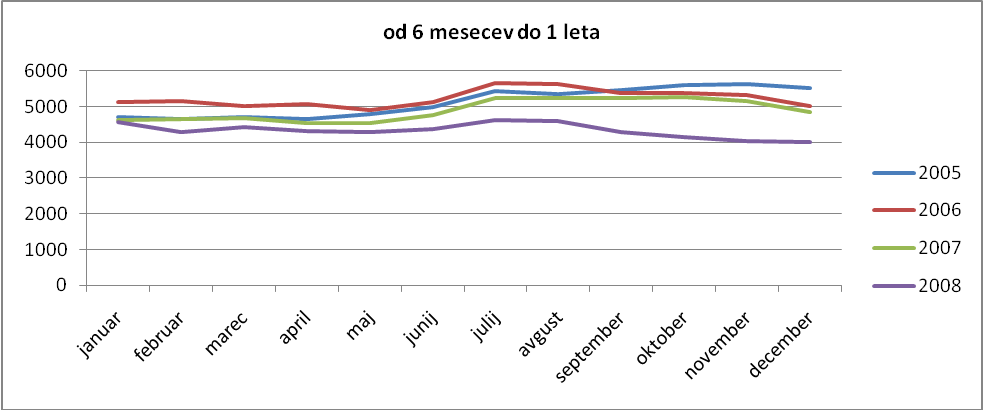 od 6 mesecev do 1 leta
6000
5000
4000
3000
2000
1000
0
januar
februar
marec
april
maj
junij
julij
avgust
september
oktober
november
december
2005
2006
2007
2008